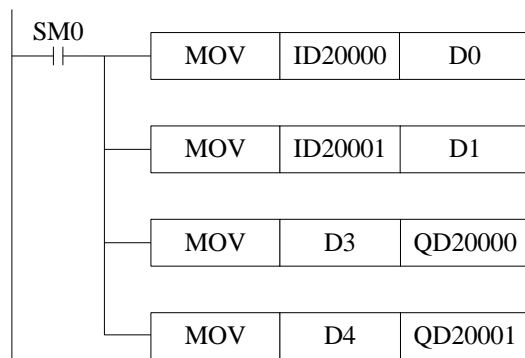 SM0
MOV ID20000 D0
MOV ID20001 D1
MOV D3 QD20000
MOV D4 QD20001